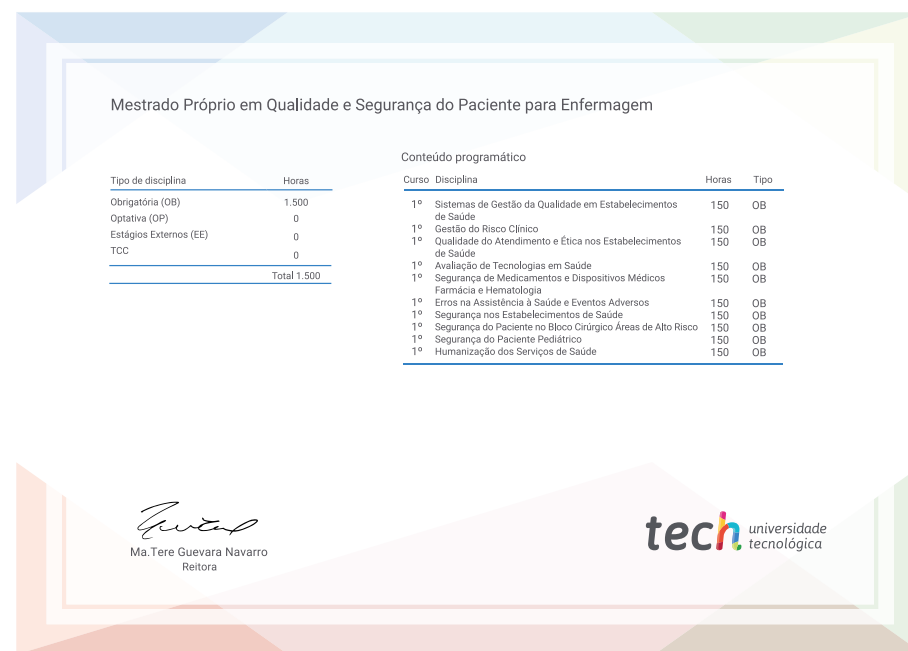 Mestrado Próprio em Qualidade e Segurança do Paciente para Enfermagem
Tipo de disciplina Horas
Obrigatória (OB) 1.500
Optativa (OP) 0
Estágios Externos (EE) 0
TCC 0
Total 1.500
Conteúdo programático
Curso Disciplina Horas Tipo
1º Sistemas de Gestão da Qualidade em Estabelecimentos 150 OB
de Saúde
1º Gestão do Risco Clínico 150 OB
1º Qualidade do Atendimento e Ética nos Estabelecimentos 150 OB
de Saúde
1º Avaliação de Tecnologias em Saúde 150 OB
1º Segurança de Medicamentos e Dispositivos Médicos 150 OB
Farmácia e Hematologia
1º Erros na Assistência à Saúde e Eventos Adversos 150 OB
1º Segurança nos Estabelecimentos de Saúde 150 OB
1º Segurança do Paciente no Bloco Cirúrgico Áreas de Alto Risco 150 OB
1º Segurança do Paciente Pediátrico 150 OB
1º Humanização dos Serviços de Saúde 150 OB
Ma.Tere Guevara Navarro
Reitora
tech universidade
tecnológica